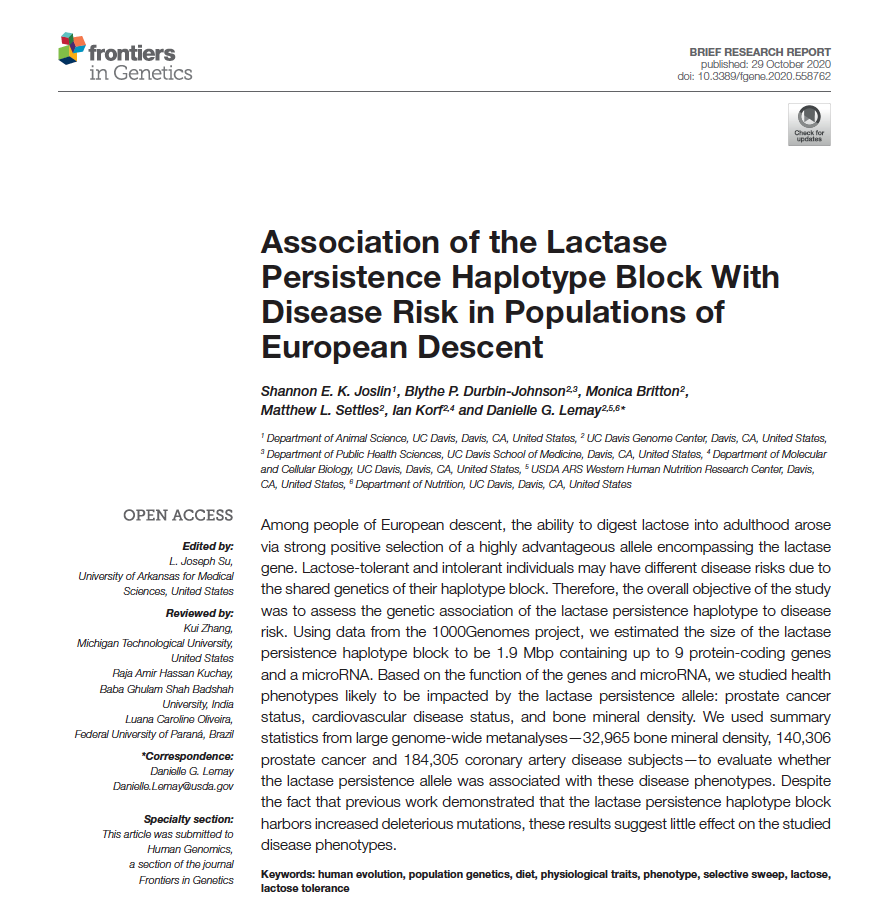 frontiers
in Genetics
BRIEF RESEARCH REPORT
published: 29 October 2020
doi: 10.3389/fgene.2020.558762
Check for
updates
Association of the Lactase
Persistence Haplotype Block With
Disease Risk in Populations of
European Descent
Shannon E. K. Joslin1, Blythe P. Durbin-Johnson2,3, Monica Britton2,
Matthew L. Settles2, Ian Korf2,4 and Danielle G. Lemay2,5,6*
1 Department of Animal Science, UC Davis, Davis, CA, United States, 2 UC Davis Genome Center, Davis, CA, United States,
3 Department of Public Health Sciences, UC Davis School of Medicine, Davis, CA, United States, 4 Department of Molecular
and Cellular Biology, UC Davis, Davis, CA, United States, 5 USDA ARS Western Human Nutrition Research Center, Davis,
CA, United States, 6 Department of Nutrition, UC Davis, Davis, CA, United States
OPEN ACCESS
Edited by:
L. Joseph Su,
University of Arkansas for Medical
Sciences, United States
Reviewed by:
Kui Zhang,
Michigan Technological University,
United States
Raja Amir Hassan Kuchay,
Baba Ghulam Shah Badshah
University, India
Luana Caroline Oliveira,
Federal University of Paraná, Brazil
*Correspondence:
Danielle G. Lemay
Danielle.Lemay@usda.gov
Specialty section:
This article was submitted to
Human Genomics,
a section of the journal
Frontiers in Genetics
Among people of European descent, the ability to digest lactose into adulthood arose
via strong positive selection of a highly advantageous allele encompassing the lactase
gene. Lactose-tolerant and intolerant individuals may have different disease risks due to
the shared genetics of their haplotype block. Therefore, the overall objective of the study
was to assess the genetic association of the lactase persistence haplotype to disease
risk. Using data from the 1000Genomes project, we estimated the size of the lactase
persistence haplotype block to be 1.9 Mbp containing up to 9 protein-coding genes
and a microRNA. Based on the function of the genes and microRNA, we studied health
phenotypes likely to be impacted by the lactase persistence allele: prostate cancer
status, cardiovascular disease status, and bone mineral density. We used summary
statistics from large genome-wide metanalyses—32,965 bone mineral density, 140,306
prostate cancer and 184,305 coronary artery disease subjects—to evaluate whether
the lactase persistence allele was associated with these disease phenotypes. Despite
the fact that previous work demonstrated that the lactase persistence haplotype block
harbors increased deleterious mutations, these results suggest little effect on the studied
disease phenotypes.
Keywords: human evolution, population genetics, diet, physiological traits, phenotype, selective sweep, lactose,
lactose tolerance